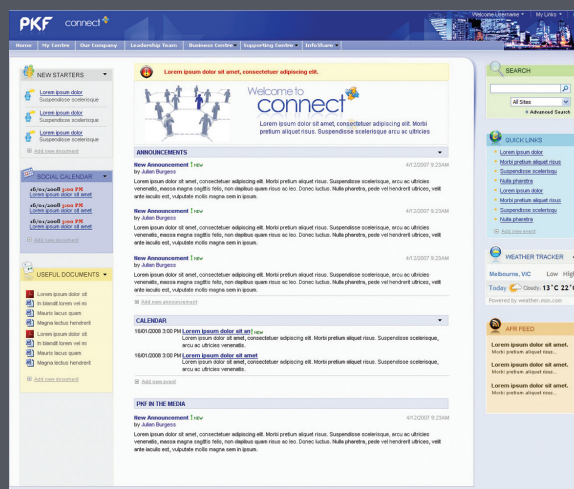 PKF connect
Welcome Username My Links
Home My Centre Our Company Leadership Team Business Centre Supporting Centre InfoShare
NEW STARTERS
Lorem ipsum dolor
Suspendisse scelerisque
Lorem ipsum dolor
Suspendisse scelerisque
Lorem ipsum dolor
Suspendisse scelerisque
Add new document
SOCIAL CALENDAR
16/01/2008 3:00 PM
Lorem ipsum dolor sit amet
16/01/2008 3:00 PM
Lorem ipsum dolor sit amet
16/01/2008 3:00 PM
Lorem ipsum dolor sit amet
Add new document
USEFUL DOCUMENTS
Lorem ipsum dolor sit
In blandit lorem vel mi
Mauris lacus quam
Magna lectus hendrerit
Lorem ipsum dolor sit
In blandit lorem vel mi
Mauris lacus quam
Magna lectus hendrerit
Add new document
Lorem ipsum dolor sit amet, consectetuer adipiscing elit.
Welcome to
connect
Lorem ipsum dolor sit amet, consectetuer adipiscing elit. Morbi
pretium aliquet risus. Suspendisse scelerisque, arcu ac ultricies
ANNOUNCEMENTS
New Announcement ! NEW 4/12/2007 9:23AM
by Julian Burgess
Lorem ipsum dolor sit amet, consectetuer adipiscing elit. Morbi pretium aliquet risus. Suspendisse scelerisque, arcu ac ultricies
venenatis, massa magna sagittis felis, non dapibus quam risus ac leo. Donec luctus. Nulla pharetra, pede vel hendrerit ultrices, velit
ante iaculis est, vulputate mollis magna sem in ipsum.
New Announcement ! NEW 4/12/2007 9:23AM
by Julian Burgess
Lorem ipsum dolor sit amet, consectetuer adipiscing elit. Morbi pretium aliquet risus. Suspendisse scelerisque, arcu ac ultricies
venenatis, massa magna sagittis felis, non dapibus quam risus ac leo. Donec luctus. Nulla pharetra, pede vel hendrerit ultrices, velit
ante iaculis est, vulputate mollis magna sem in ipsum.
New Announcement ! NEW 4/12/2007 9:23AM
by Julian Burgess
Lorem ipsum dolor sit amet, consectetuer adipiscing elit. Morbi pretium aliquet risus. Suspendisse scelerisque, arcu ac ultricies
venenatis, massa magna sagittis felis, non dapibus quam risus ac leo. Donec luctus. Nulla pharetra, pede vel hendrerit ultrices, velit
ante iaculis est, vulputate mollis magna sem in ipsum.
Add new announcement
CALENDAR
16/01/2008 3:00 PM Lorem ipsum dolor sit am ! NEW
Lorem ipsum dolor sit amet, consectetuer adipiscing elit. Morbi pretium aliquet risus. Suspendisse scelerisque,
arcu ac ultricies venenatis.
16/01/2008 3:00 PM Lorem ipsum dolor sit amet
Lorem ipsum dolor sit amet, consectetuer adipiscing elit. Morbi pretium aliquet risus. Suspendisse scelerisque,
arcu ac ultricies venenatis.
Add new event
PKF IN THE MEDIA
New Announcement ! NEW 4/12/2007 9:23AM
by Julian Burgess
Lorem ipsum dolor sit amet, consectetuer adipiscing elit. Morbi pretium aliquet risus. Suspendisse scelerisque, arcu ac ultricies
venenatis, massa magna sagittis felis, non dapibus quam risus ac leo. Donec luctus. Nulla pharetra, pede vel hendrerit ultrices, velit
ante iaculis est, vulputate mollis magna sem in ipsum.
SEARCH
All Sites
Advanced Search
QUICK LINKS
Lorem ipsum dolor
Morbi pretium aliquet risus
Suspendisse scelerisqu
Nulla pharetra
Lorem ipsum dolor
Morbi pretium aliquet risus
Suspendisse scelerisqu
Nulla pharetra
Add new event
WEATHER TRACKER
Melbourne, VIC Low High
Today Cloudy: 13°C 22°
Powered by weather.msn.com
AFR FEED
Lorem ipsum dolor sit amet.
Morbi pretium aliquet risus...
Lorem ipsum dolor sit amet.
Morbi pretium aliquet risus...
Lorem ipsum dolor sit amet.
Morbi pretium aliquet risus...